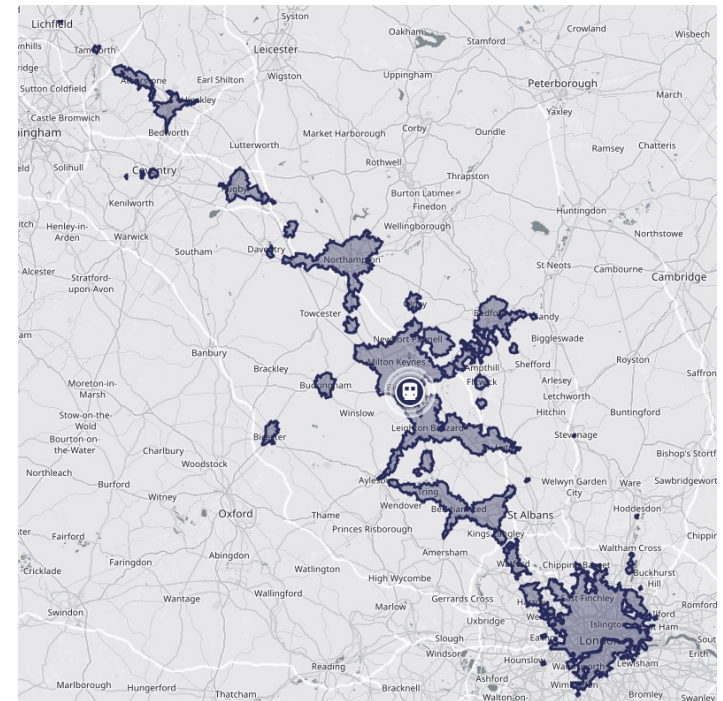 Syston
Lichfield
Oakham
Crowland
Stamford
Wisbech
Tamworth
Leicester
Wigston
Uppingham
Peterborough
Earl Shilton
Sutton Coldfield
March
Hinckley
Yaxley
Castle Bromwich
Corby
Bedworth
Market Harborough
Oundle
Lutterworth
Ramsey
Chatteris
Solihull
Coventry
Rothwell
Thrapston
Kenilworth
Rugby
Burton Latimer
Finedon
Huntingdon
Henley-in-
Arden
Warwick
Wellingborough
Northstowe
Southam
Daventry
Northampton
St Neots
Cambourne
Alcester
Stratford-
upon-Avon
Cambridge
Towcester
Olney
Bedford
Sandy
Newport Pagnell
Biggleswade
Banbury
Milton Keynes
Royston
Brackley
Ampthill
Shefford
Flitwick
Saffron
Moreton-in-
Marsh
Buckingham
Arlesey
Letchworth
Stow-on-the-
Wold
Winslow
Hitchin
Buntingford
Leighton Buzzard
Bourton-on-
the-Water
Bicester
Stevenage
Charlbury
Bishop's Stortf
Northleach
Woodstock
Aylesbury
Welwyn Garden
City
Ware
Sawbridgewort
Burford
Tring
Witney
Wendover
Berkhamsted
Hoddesdon
Oxford
Thame
St Albans
Princes Risborough
Kings Langley
Fairford
Amersham
Waltham Cross
Abingdon
Watford
Chipping Barnet
Chippin
Cricklade
Faringdon
Watlington
Buckhurst
Hill
High Wycombe
Wantage
Wallingford
Gerrards Cross
East Finchley
Romford
Swindon
Marlow
Uxbridge
Islington
Slough
London
Windsor
Erith
Hounslow
Lewisham
Reading
Ashford
Marlborough
Hungerford
Bracknell
Bromley
Thatcham
Walton-on-
Swanley